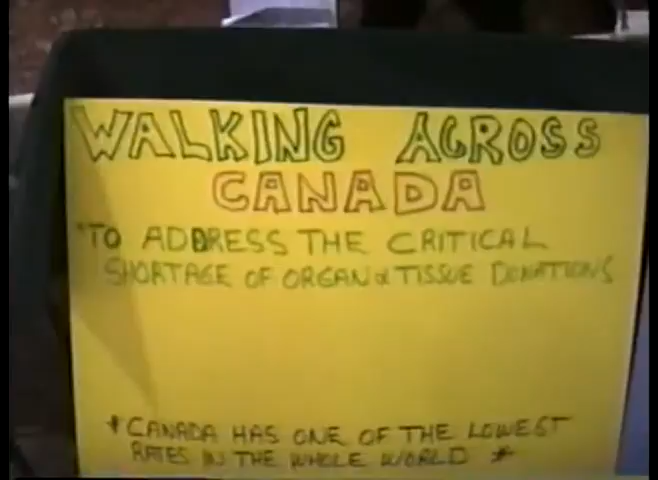 WALKING ACROSS
CANADA
*TO ADDRESS THE CRITICAL
SHORTAGE OF ORGAN & TISSUE DONATIONS
*CANADA HAS ONE OF THE LOWEST
RATES IN THE WHOLE WORLD *